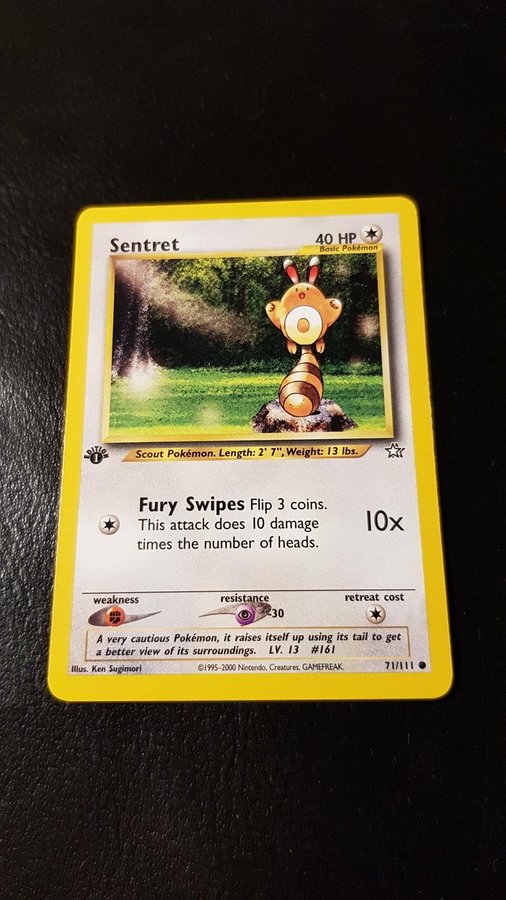 Sentret
40 HP
Basic Pokémon
Scout Pokémon. Length: 2' 7", Weight: 13 lbs.
EDITION
1
Fury Swipes Flip 3 coins.
This attack does 10 damage
times the number of heads.
10x
weakness
resistance
-30
retreat cost
A very cautious Pokémon, it raises itself up using its tail to get
a better view of its surroundings. LV. 13 #161
Illus. Ken Sugimori
©1995-2000 Nintendo, Creatures, GAMEFREAK.
71/111